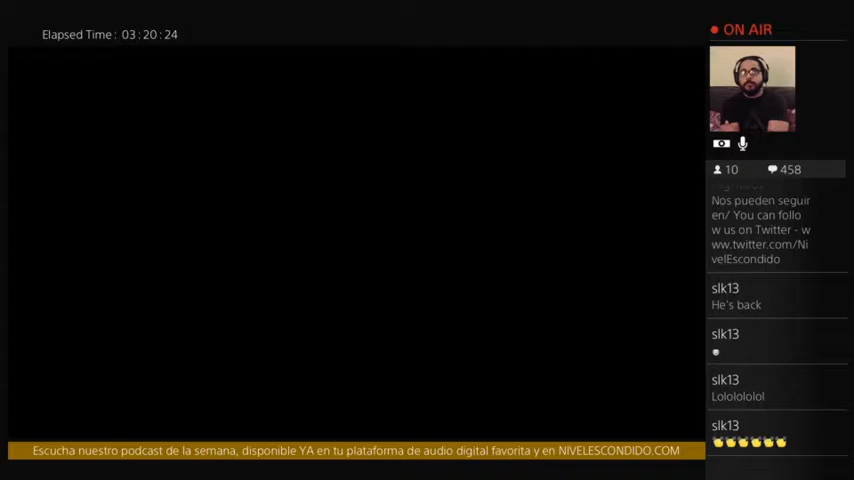 Elapsed Time: 03:20:24
ON AIR
10 458
Nos pueden seguir
en/ You can follo
w us on Twitter - w
ww.twitter.com/Ni
velEscondido
slk13
He's back
slk13
slk13
Lolololololol
slk13
Escucha nuestro podcast de la semana, disponible YA en tu plataforma de audio digital favorita y en NIVELESCONDIDO.COM